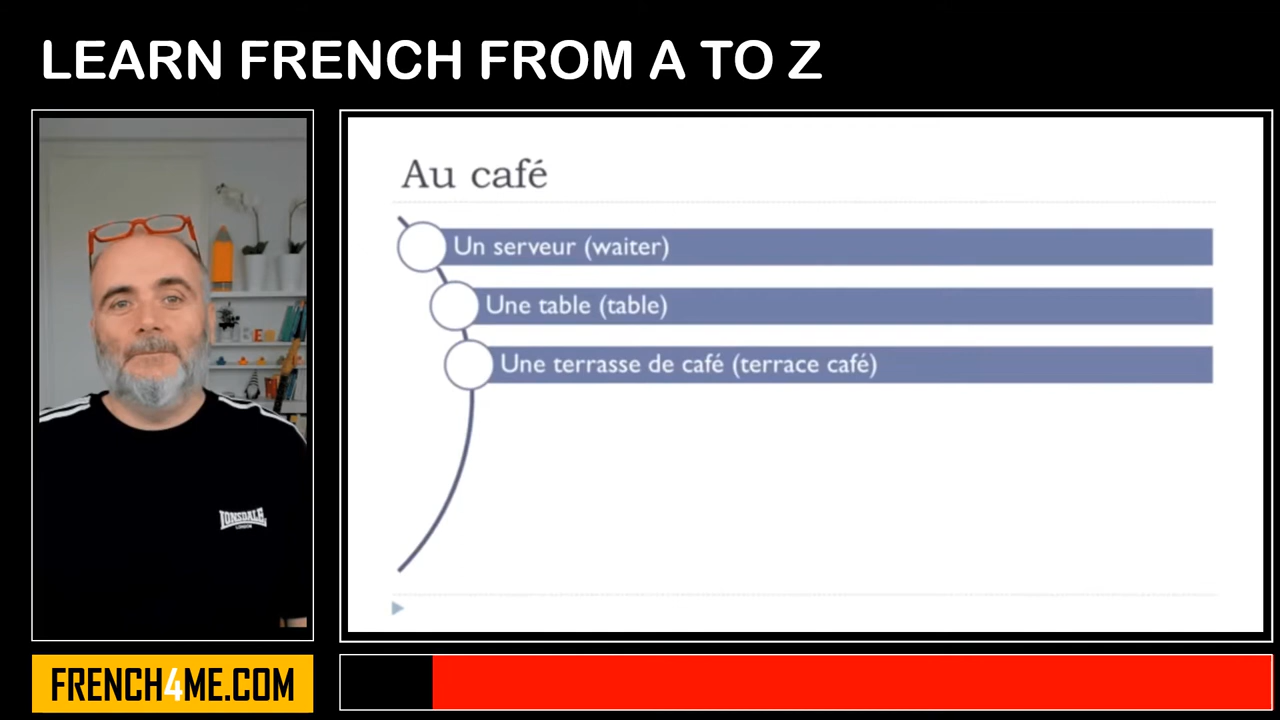 LEARN FRENCH FROM A TO Z
Au café
Un serveur (waiter)
Une table (table)
Une terrasse de café (terrace café)
LONSDALE
LONDON
FRENCH4ME.COM